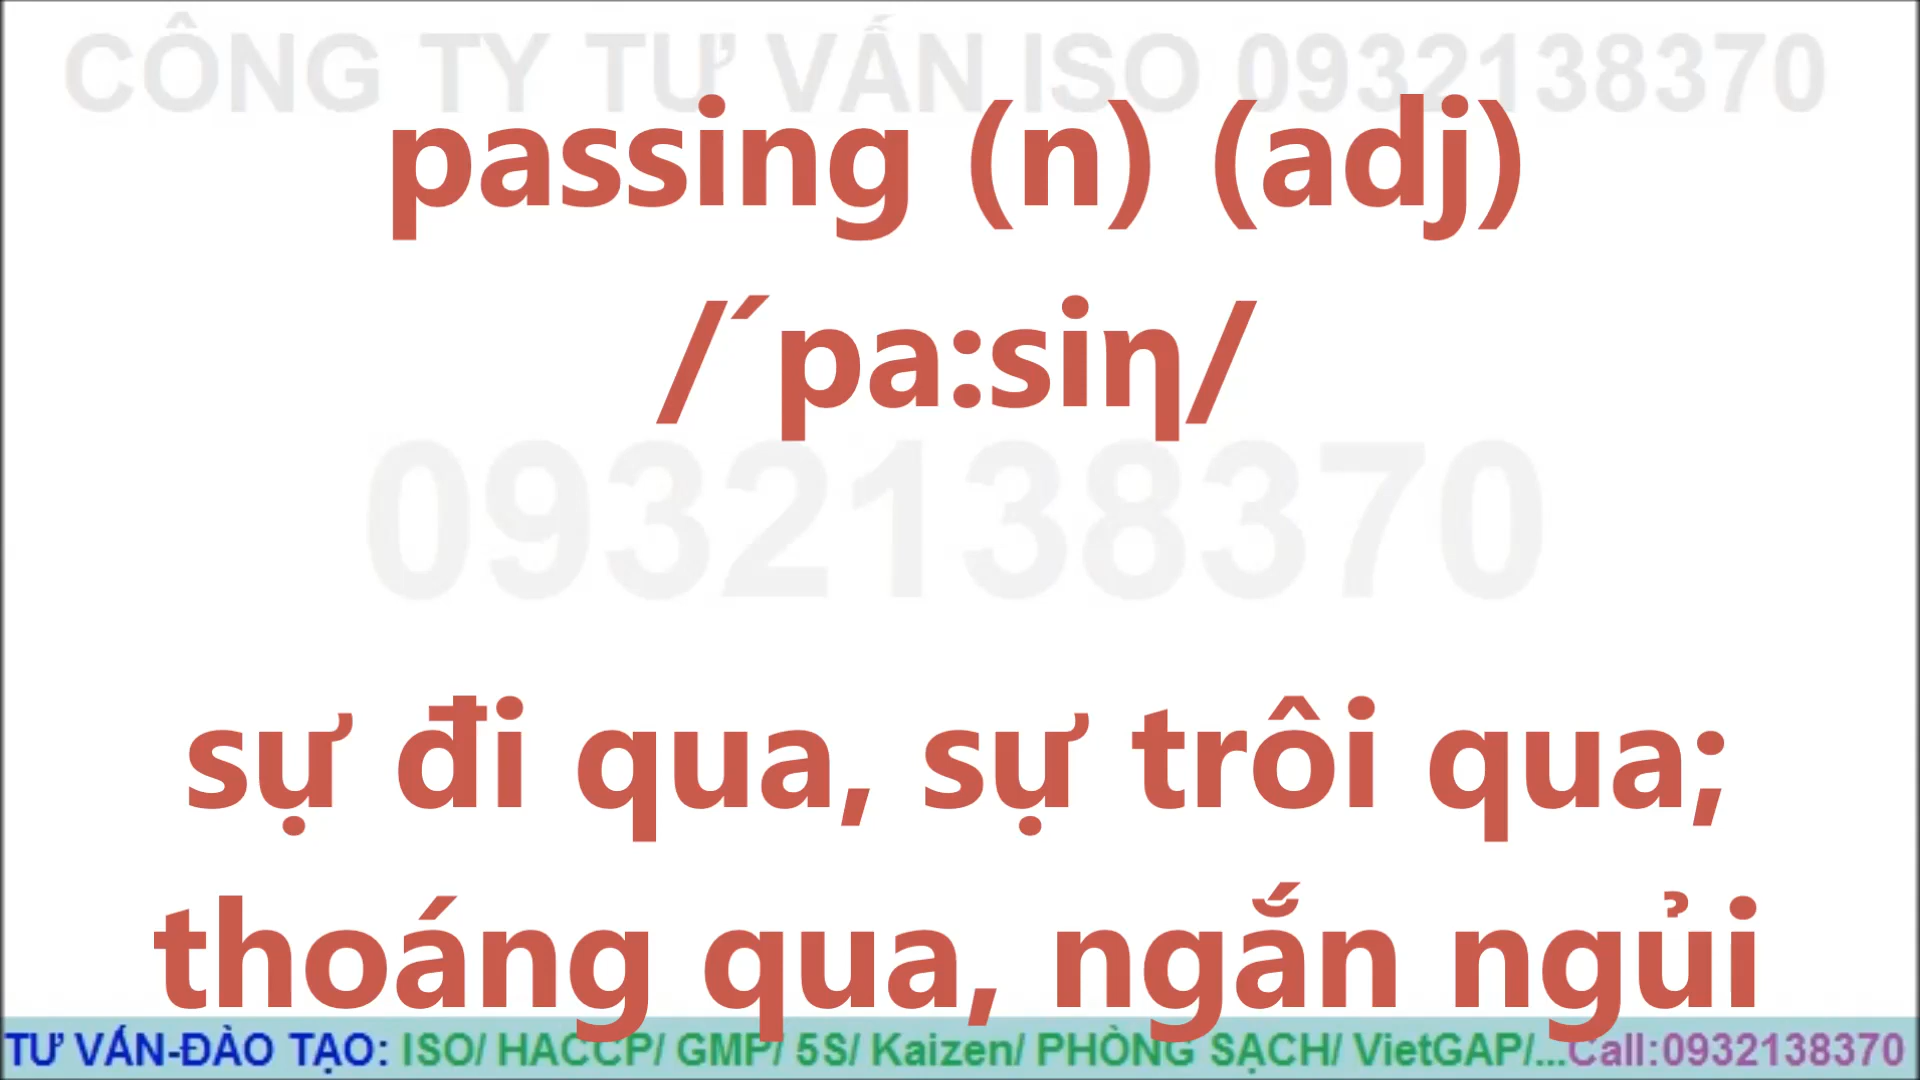 CÔNG TY TƯ VẤN ISO 0932138370
passing (n) (adj)
/´pa:siη/
0932138370
sự đi qua, sự trôi qua;
thoáng qua, ngắn ngủi
TƯ VẤN-ĐÀO TẠO: ISO/ HACCP/ GMP/ 5S/ Kaizen/ PHÒNG SẠCH/ VietGAP/...Call:0932138370